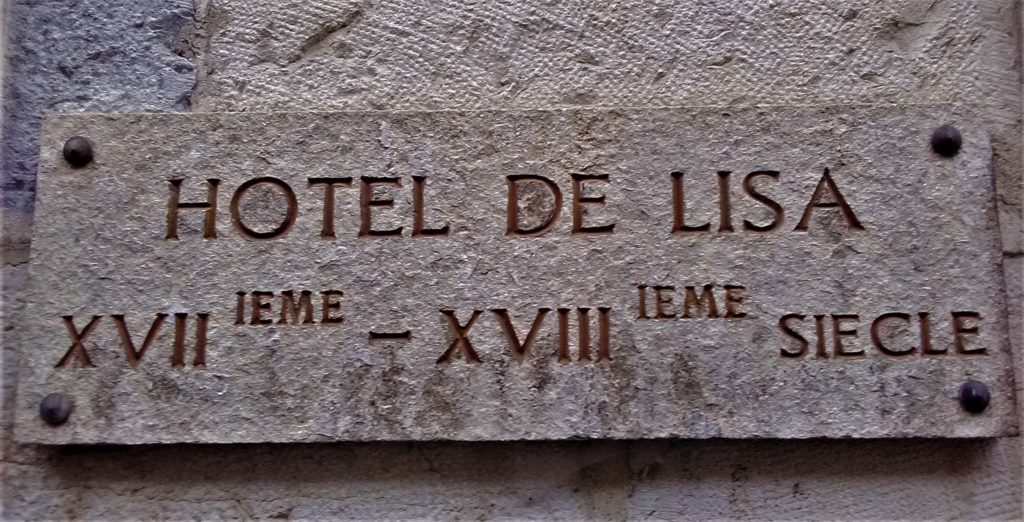 HOTEL DE LISA
XVII IEME - XVIII IEME SIECLE